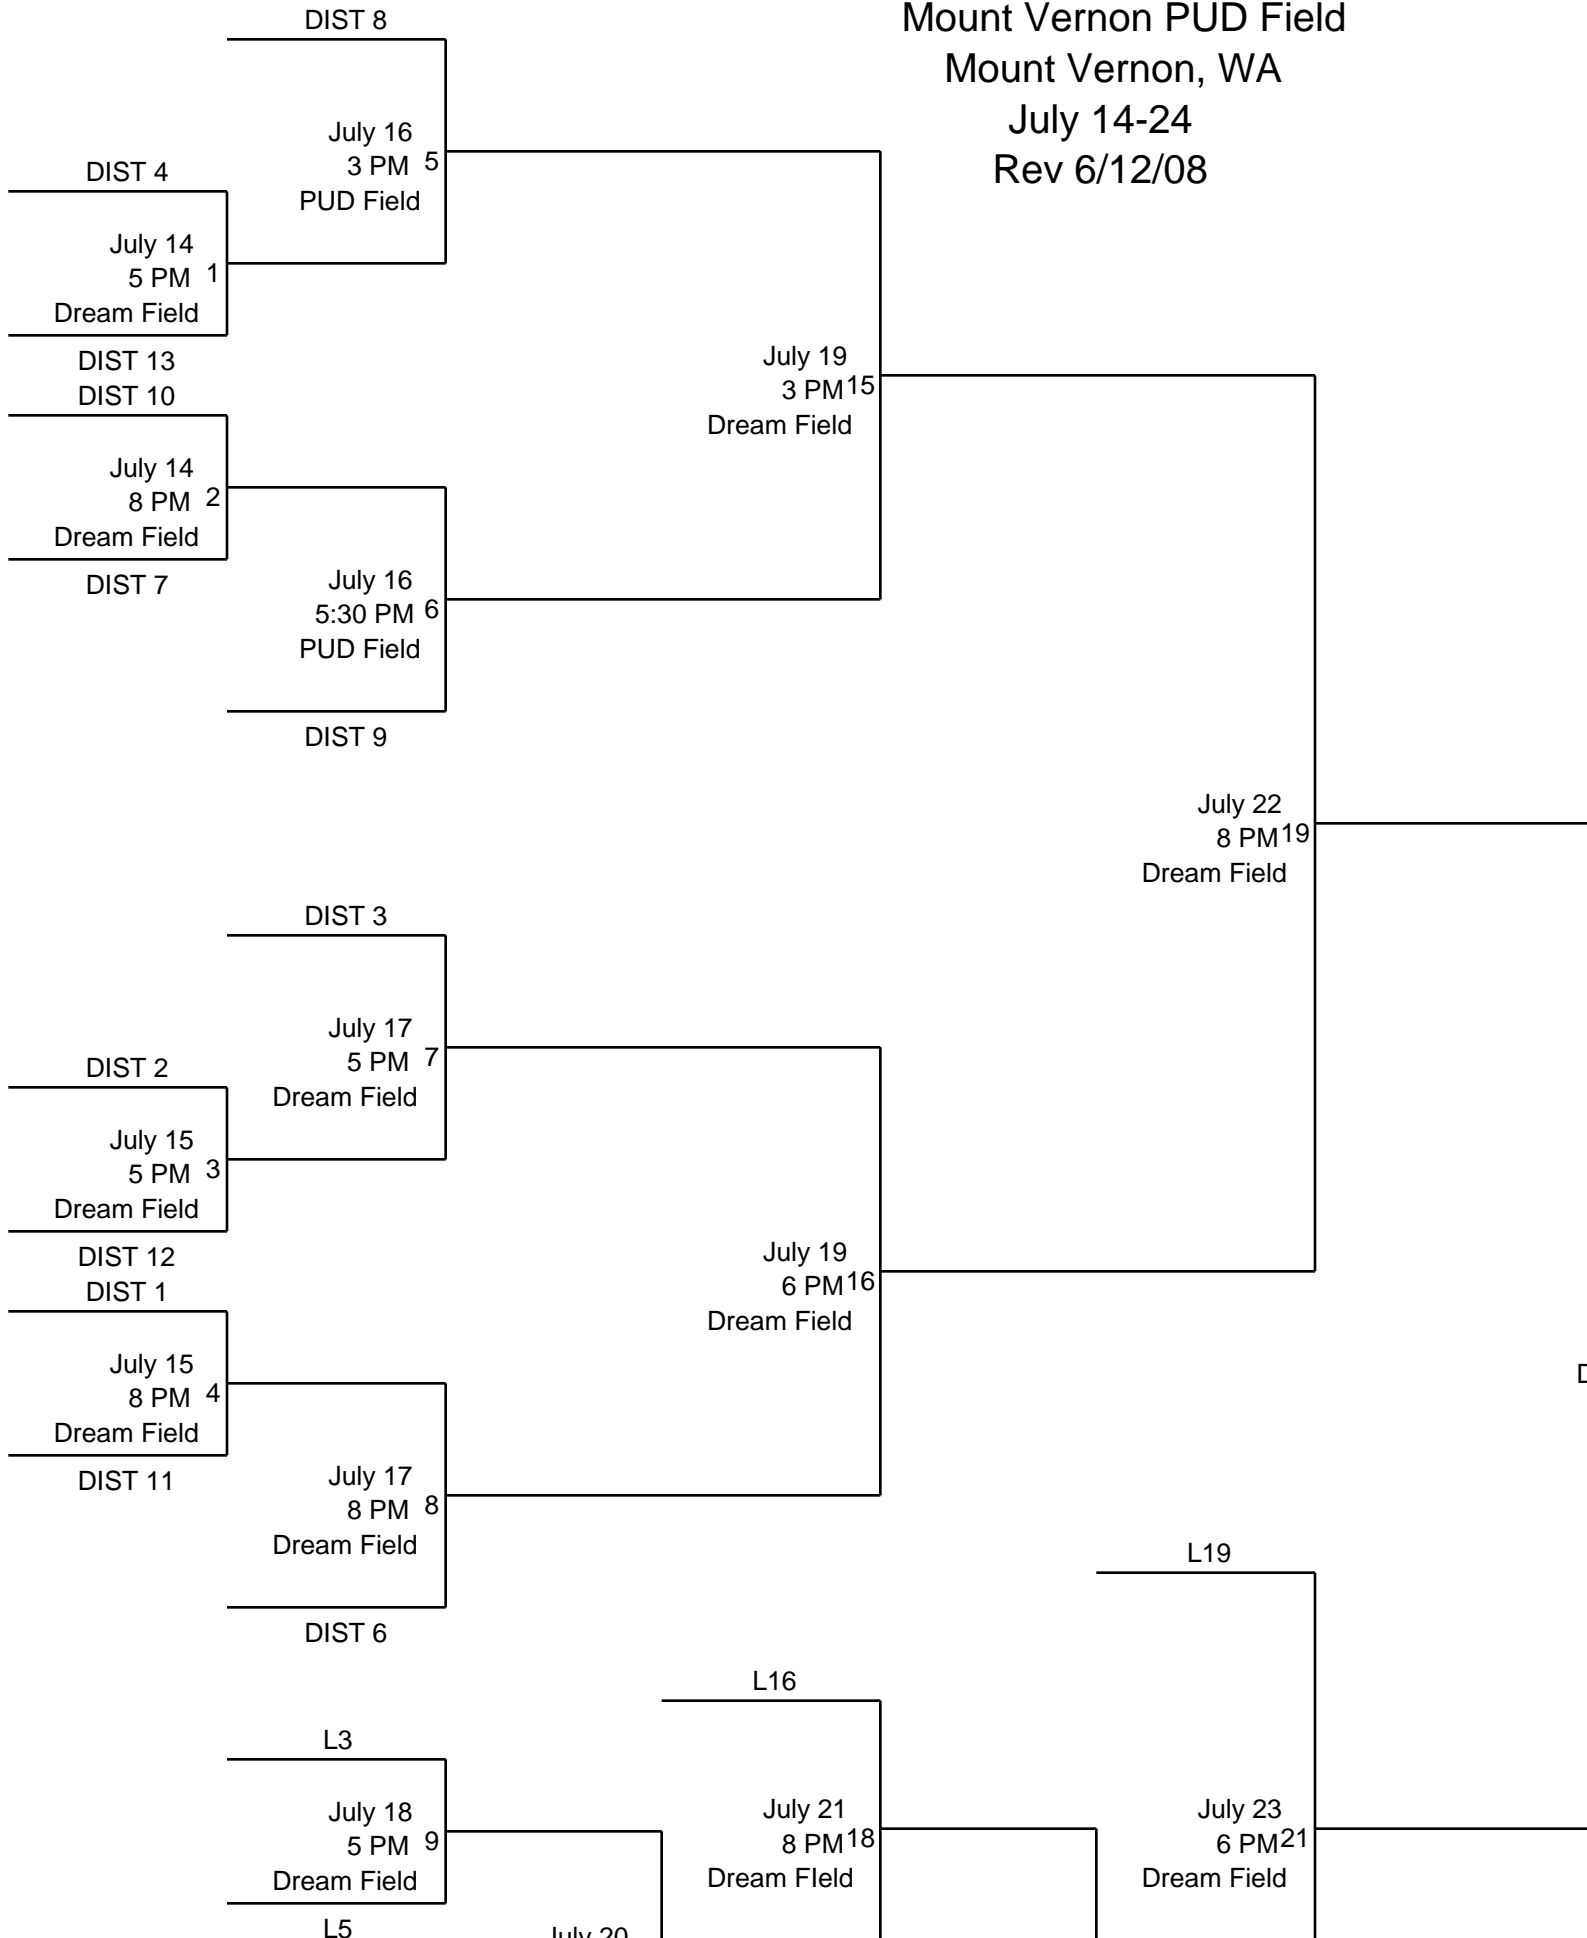 DIST 8
Mount Vernon PUD Field
Mount Vernon, WA
July 14-24
Rev 6/12/08
July 16
3 PM 5
PUD Field
DIST 4
July 14
5 PM 1
Dream Field
DIST 13
DIST 10
July 14
8 PM 2
Dream Field
DIST 7
July 19
3 PM 15
Dream Field
July 16
5:30 PM 6
PUD Field
DIST 9
July 22
8 PM 19
Dream Field
DIST 3
July 17
5 PM 7
Dream Field
DIST 2
July 15
5 PM 3
Dream Field
DIST 12
DIST 1
July 15
8 PM 4
Dream Field
DIST 11
July 19
6 PM 16
Dream Field
July 17
8 PM 8
Dream Field
DIST 6
L19
L16
L3
July 18
5 PM 9
Dream Field
L5
July 21
8 PM 18
Dream FIeld
July 23
6 PM 21
Dream Field
July 20